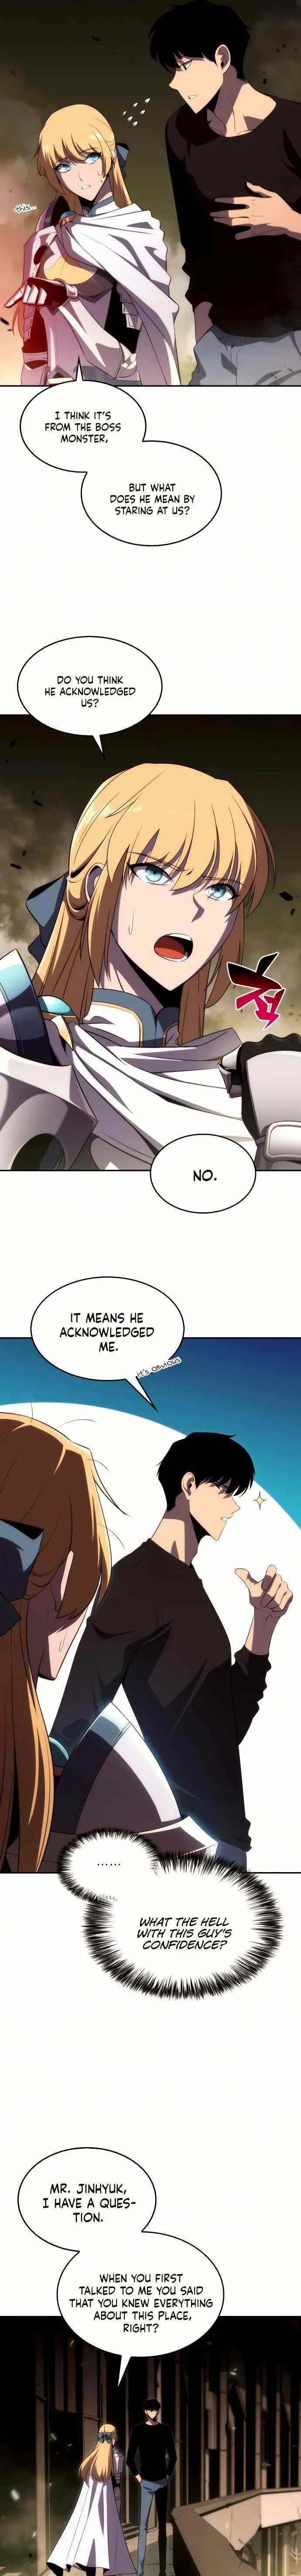 this...
I THINK IT'S
FROM THE BOSS
MONSTER,
BUT WHAT
DOES HE MEAN BY
STARING AT US?
DO YOU THINK
HE ACKNOWLEDGED
US?
NO.
IT MEANS HE
ACKNOWLEDGED
ME.
it's obvious
......
WHAT THE HELL
WITH THIS GUY'S
CONFIDENCE?
MR. JINHYUK,
I HAVE A QUES-
TION.
WHEN YOU FIRST
TALKED TO ME YOU SAID
THAT YOU KNEW EVERYTHING
ABOUT THIS PLACE,
RIGHT?